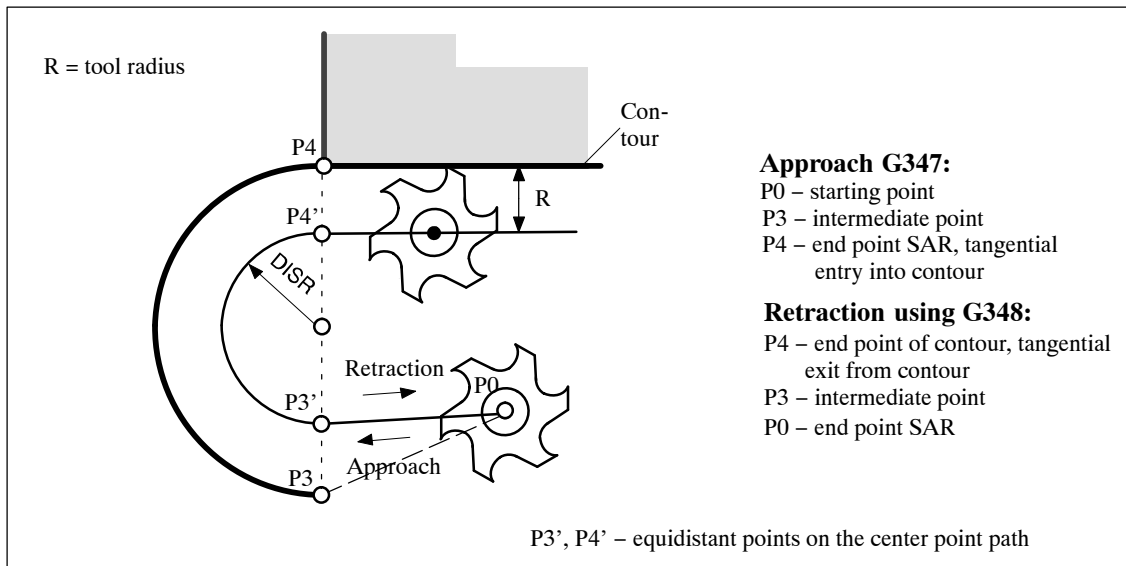 R = tool radius
Con-
tour
P4
P4’
R
DISR
Retraction
P0
P3’
P3
Approach
Approach G347:
P0 – starting point
P3 – intermediate point
P4 – end point SAR, tangential
entry into contour
Retraction using G348:
P4 – end point of contour, tangential
exit from contour
P3 – intermediate point
P0 – end point SAR
P3’, P4’ – equidistant points on the center point path